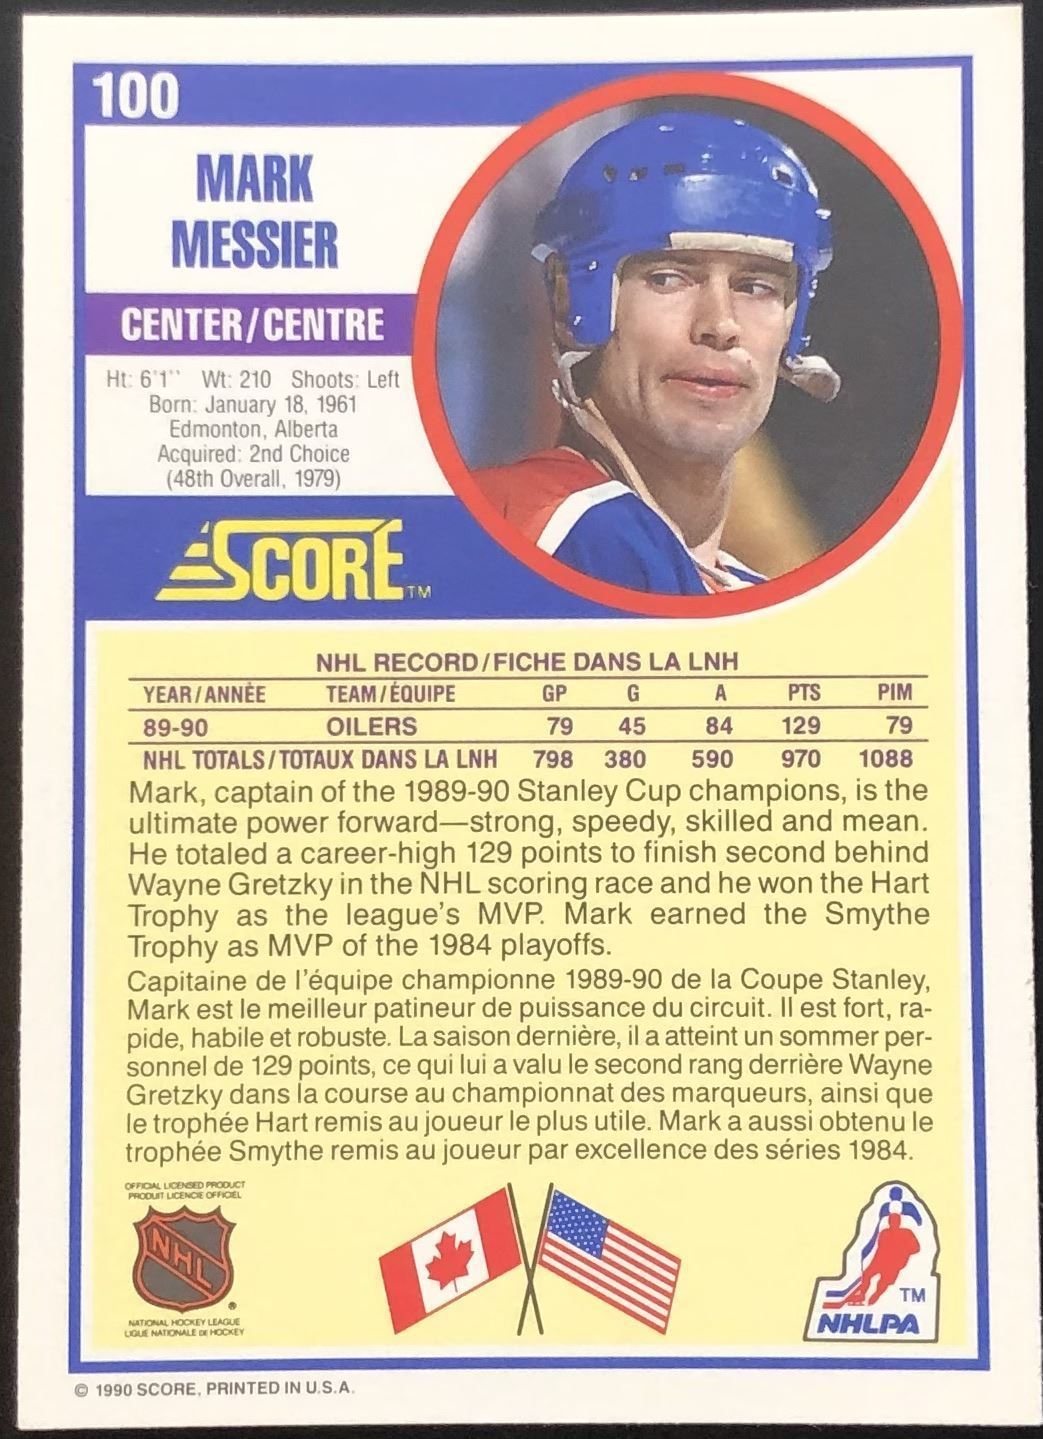 100
MARK
MESSIER
CENTER/CENTRE
Ht: 6'1'' Wt: 210 Shoots: Left
Born: January 18, 1961
Edmonton, Alberta
Acquired: 2nd Choice
(48th Overall, 1979)
SCORE TM
NHL RECORD/FICHE DANS LA LNH
YEAR/ANNÉE TEAM/ÉQUIPE GP G A PTS PIM
89-90 OILERS 79 45 84 129 79
NHL TOTALS/TOTAUX DANS LA LNH 798 380 590 970 1088
Mark, captain of the 1989-90 Stanley Cup champions, is the
ultimate power forward—strong, speedy, skilled and mean.
He totaled a career-high 129 points to finish second behind
Wayne Gretzky in the NHL scoring race and he won the Hart
Trophy as the league's MVP. Mark earned the Smythe
Trophy as MVP of the 1984 playoffs.
Capitaine de l'équipe championne 1989-90 de la Coupe Stanley,
Mark est le meilleur patineur de puissance du circuit. Il est fort, ra-
pide, habile et robuste. La saison dernière, il a atteint un sommer per-
sonnel de 129 points, ce qui lui a valu le second rang derrière Wayne
Gretzky dans la course au championnat des marqueurs, ainsi que
le trophée Hart remis au joueur le plus utile. Mark a aussi obtenu le
trophée Smythe remis au joueur par excellence des séries 1984.
OFFICIAL LICENSED PRODUCT
PRODUIT LICENCIE OFFICIEL
NHL ®
NATIONAL HOCKEY LEAGUE
LIGUE NATIONALE DE HOCKEY
TM
NHLPA
© 1990 SCORE, PRINTED IN U.S.A.